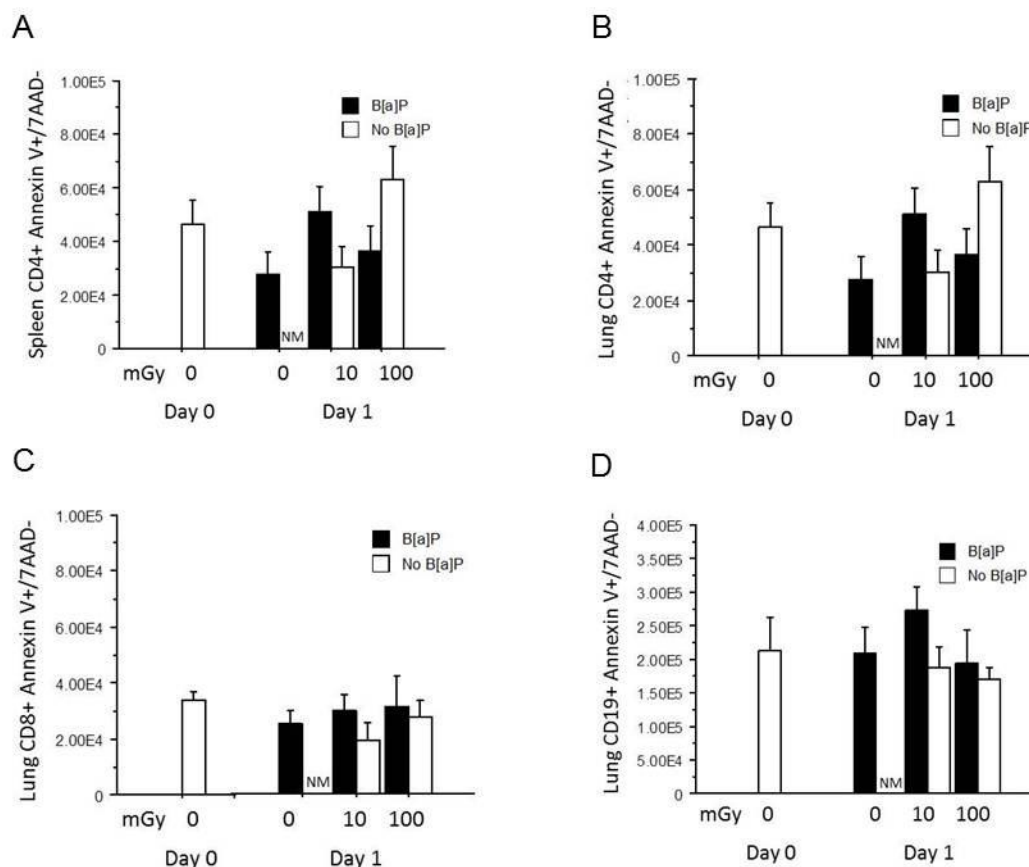 A
Spleen CD4+ Annexin V+/7AAD-
1.00E5
8.00E4
6.00E4
4.00E4
2.00E4
0
B[a]P
No B[a]P
NM
mGy 0 0 10 100
Day 0 Day 1
B
Lung CD4+ Annexin V+/7AAD-
1.00E5
8.00E4
6.00E4
4.00E4
2.00E4
0
B[a]P
No B[a]P
NM
mGy 0 0 10 100
Day 0 Day 1
C
Lung CD8+ Annexin V+/7AAD-
1.00E5
8.00E4
6.00E4
4.00E4
2.00E4
0
B[a]P
No B[a]P
NM
mGy 0 0 10 100
Day 0 Day 1
D
Lung CD19+ Annexin V+/7AAD-
4.00E5
3.50E5
3.00E5
2.50E5
2.00E5
1.50E5
1.00E5
0.50E5
0
B[a]P
No B[a]P
NM
mGy 0 0 10 100
Day 0 Day 1